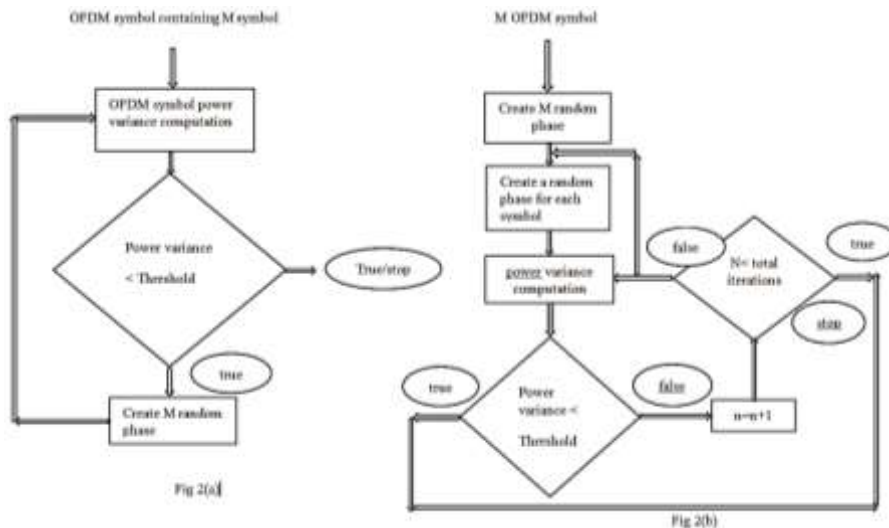 OFDM symbol containing M symbol
OFDM symbol power
variance computation
Power variance
< Threshold
True/stop
true
Create M random
phase
Fig 2(a)
M OFDM symbol
Create M random
phase
Create a random
phase for each
symbol
power variance
computation
false
N= total
iterations
true
stop
true
Power
variance <
Threshold
false
n=n+1
Fig 2(b)